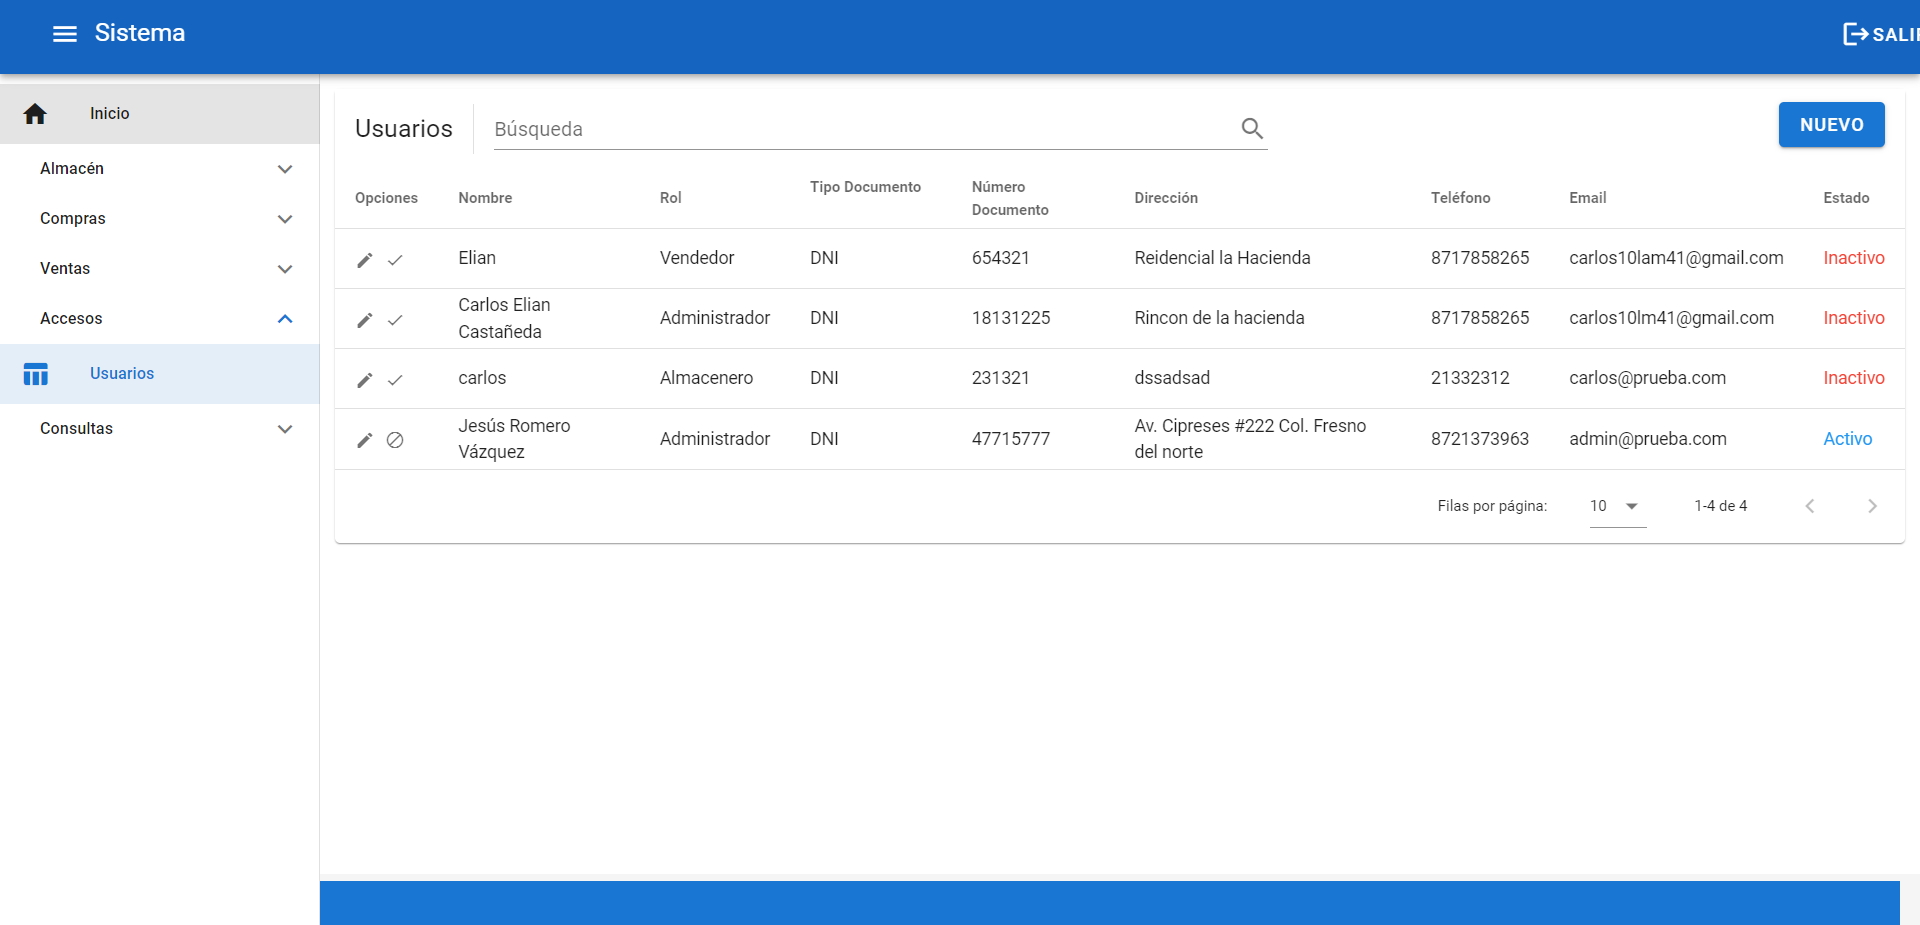 Sistema
SALI
Inicio
Almacén
Compras
Ventas
Accesos
Usuarios
Consultas
Usuarios
Búsqueda
NUEVO
Opciones Nombre Rol Tipo Documento Número Documento Dirección Teléfono Email Estado
Elian Vendedor DNI 654321 Reidencial la Hacienda 8717858265 carlos10lam41@gmail.com Inactivo
Carlos Elian
Castañeda
Administrador DNI 18131225 Rincon de la hacienda 8717858265 carlos10lm41@gmail.com Inactivo
carlos Almacenero DNI 231321 dssadsad 21332312 carlos@prueba.com Inactivo
Jesús Romero
Vázquez
Administrador DNI 47715777
Av. Cipreses #222 Col. Fresno
del norte
8721373963 admin@prueba.com Activo
Filas por página: 10 1-4 de 4